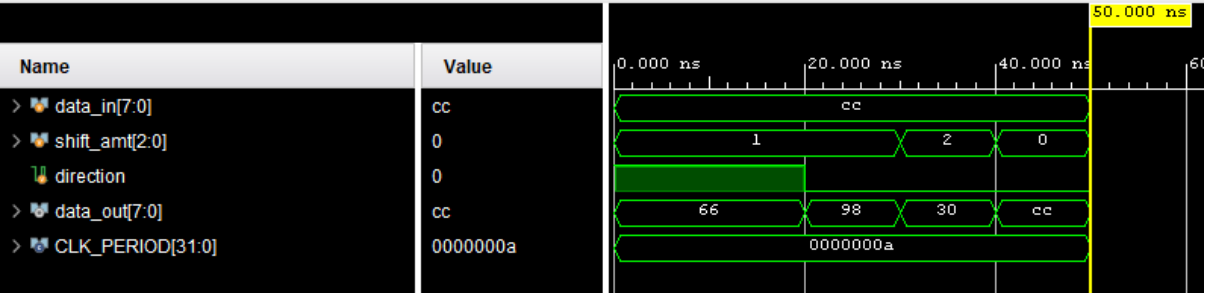 50.000 ns
Name Value 0.000 ns 20.000 ns 40.000 ns 60
data_in[7:0] cc cc
shift_amt[2:0] 0 1 2 0
direction 0
data_out[7:0] cc 66 98 30 cc
CLK_PERIOD[31:0] 0000000a 0000000a